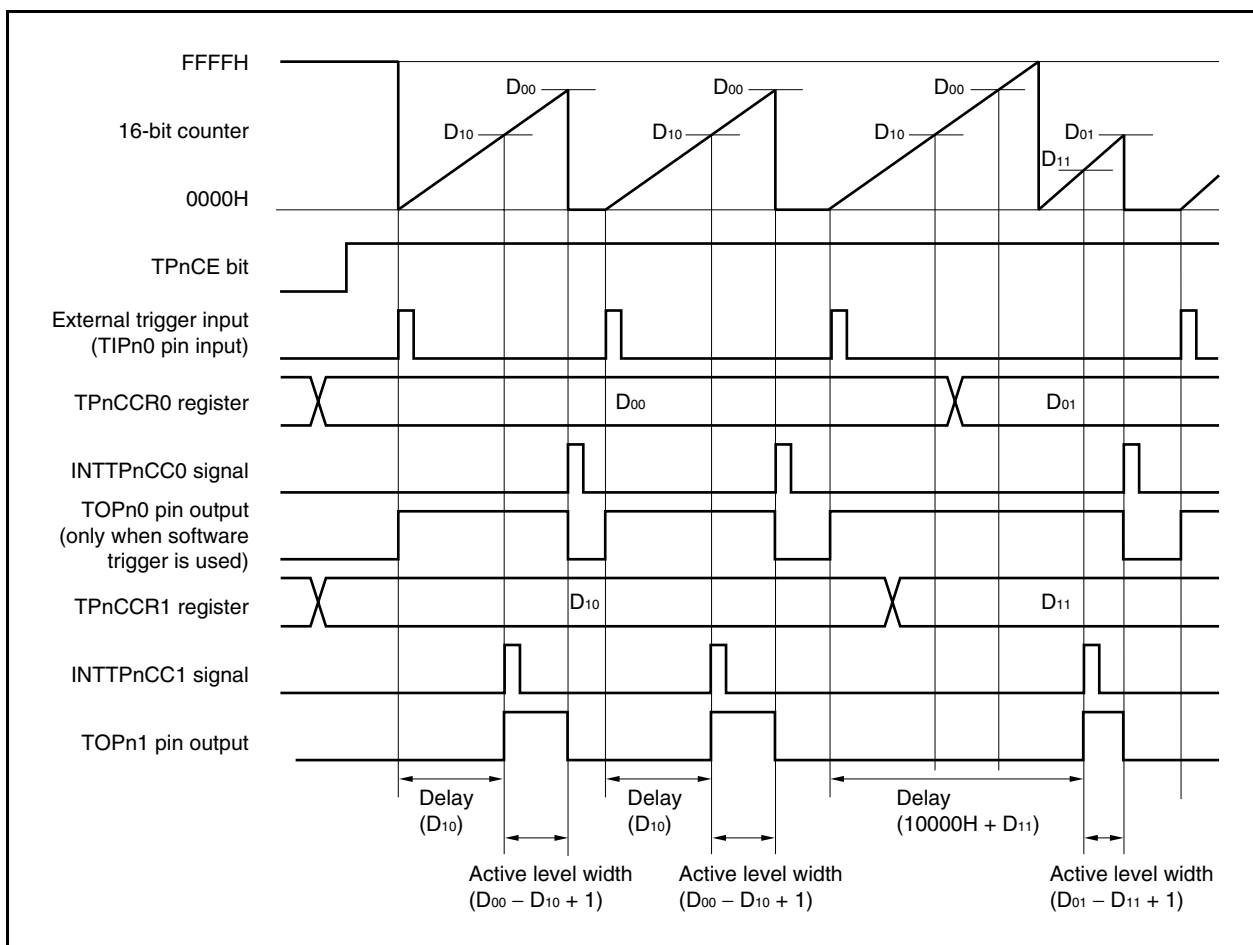 FFFFH
16-bit counter
0000H
D00
D10
D00
D10
D00
D10
D01
D11
TPnCE bit
External trigger input
(TIPn0 pin input)
TPnCCR0 register
D00
D01
INTTPnCC0 signal
TOPn0 pin output
(only when software
trigger is used)
TPnCCR1 register
D10
D11
INTTPnCC1 signal
TOPn1 pin output
Delay
(D10)
Delay
(D10)
Delay
(10000H + D11)
Active level width
(D00 − D10 + 1)
Active level width
(D00 − D10 + 1)
Active level width
(D01 − D11 + 1)